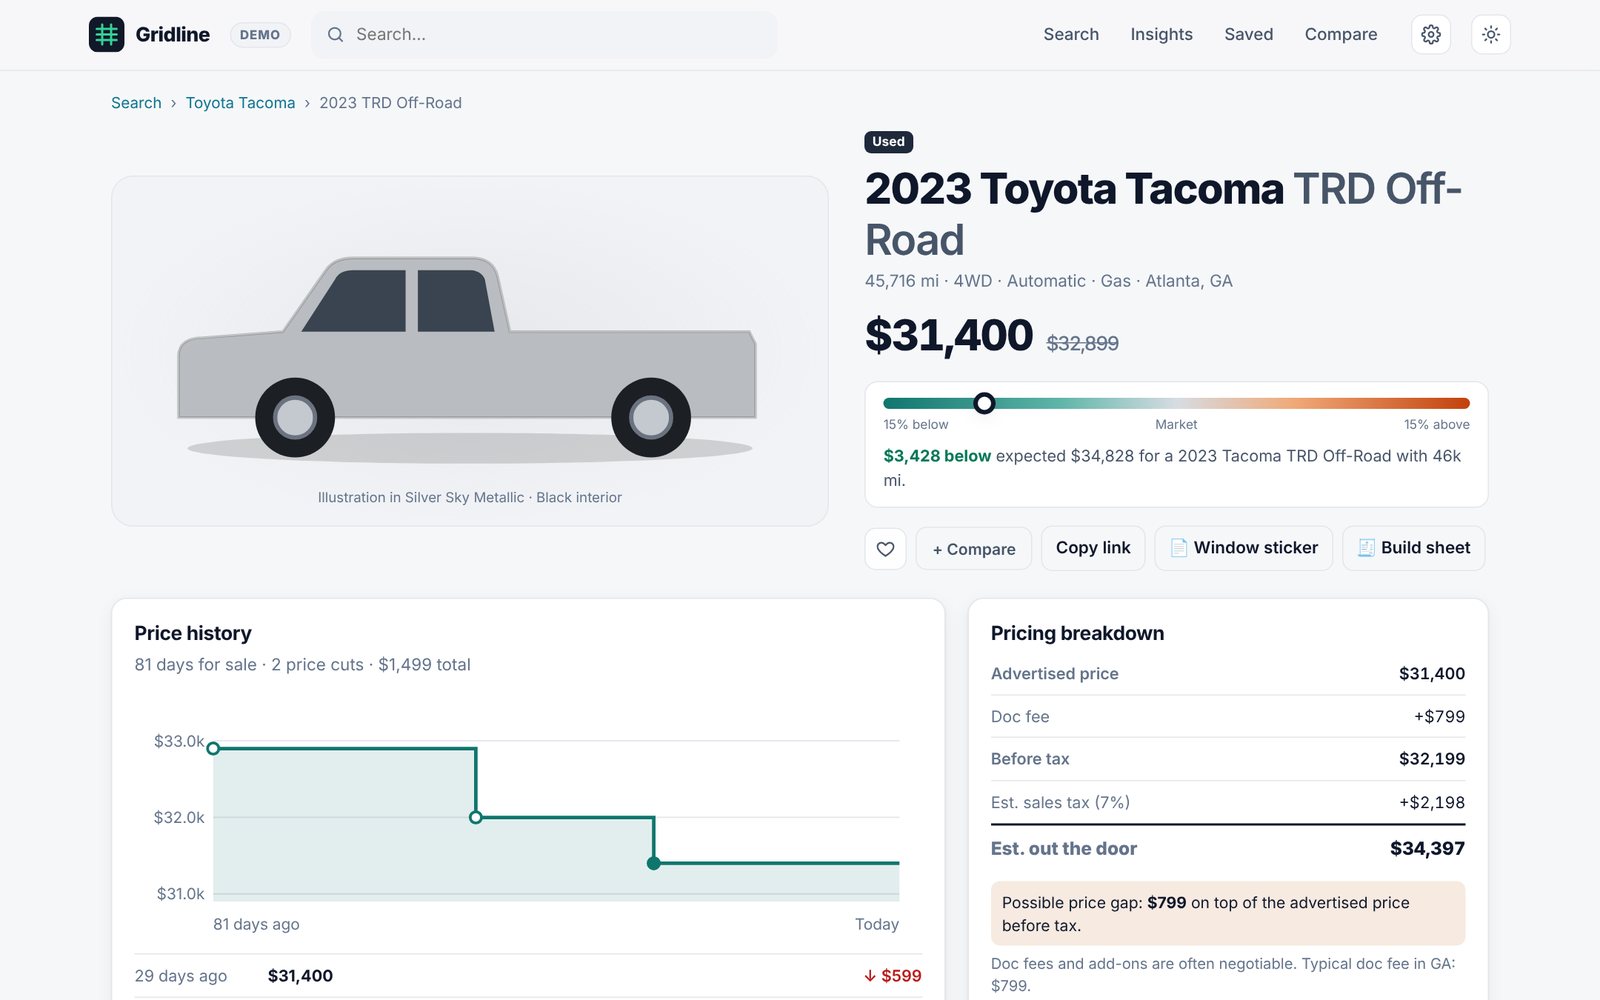 Gridline
DEMO
Search...
Search
Insights
Saved
Compare
Search › Toyota Tacoma › 2023 TRD Off-Road
Used
2023 Toyota Tacoma TRD Off-
Road
45,716 mi · 4WD · Automatic · Gas · Atlanta, GA
$31,400 $32,899
15% below
Market
15% above
$3,428 below expected $34,828 for a 2023 Tacoma TRD Off-Road with 46k
mi.
+ Compare
Copy link
Window sticker
Build sheet
Illustration in Silver Sky Metallic · Black interior
Price history
81 days for sale · 2 price cuts · $1,499 total
$33.0k
$32.0k
$31.0k
81 days ago
Today
29 days ago $31,400 ↓ $599
Pricing breakdown
Advertised price $31,400
Doc fee +$799
Before tax $32,199
Est. sales tax (7%) +$2,198
Est. out the door $34,397
Possible price gap: $799 on top of the advertised price
before tax.
Doc fees and add-ons are often negotiable. Typical doc fee in GA:
$799.